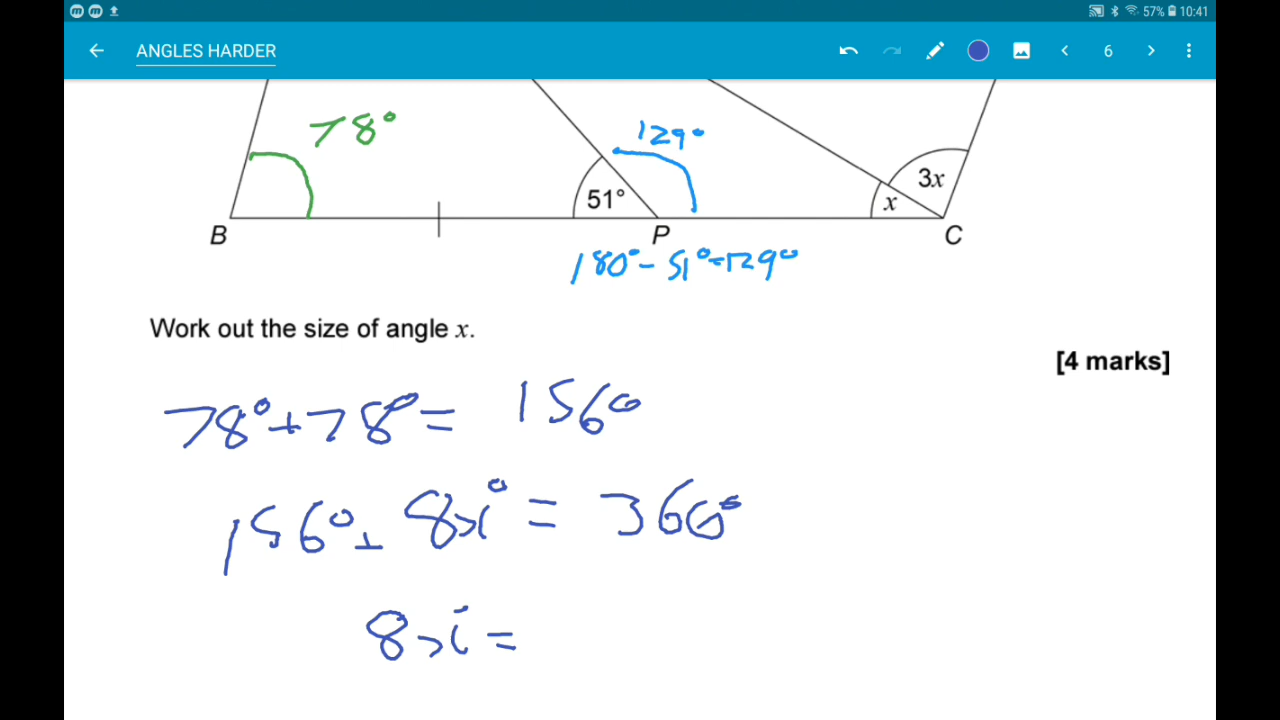 57% 10:41
ANGLES HARDER
6
78°
129°
51°
3x
x
B
P
C
180° - 51° = 129°
Work out the size of angle x.
[4 marks]
78° + 78° = 156°
156° + 8x° = 360°
8x =